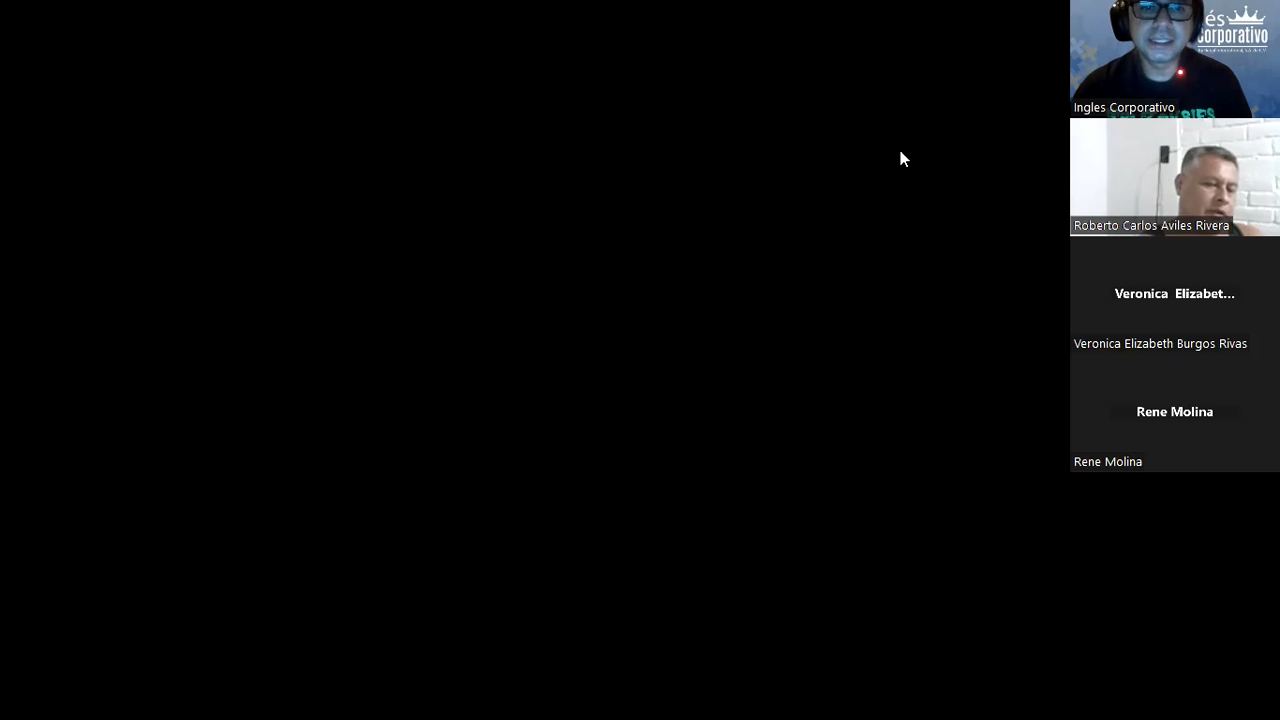 és
corporativo
Ingles Corporativo
Roberto Carlos Aviles Rivera
Veronica Elizabet...
Veronica Elizabeth Burgos Rivas
Rene Molina
Rene Molina